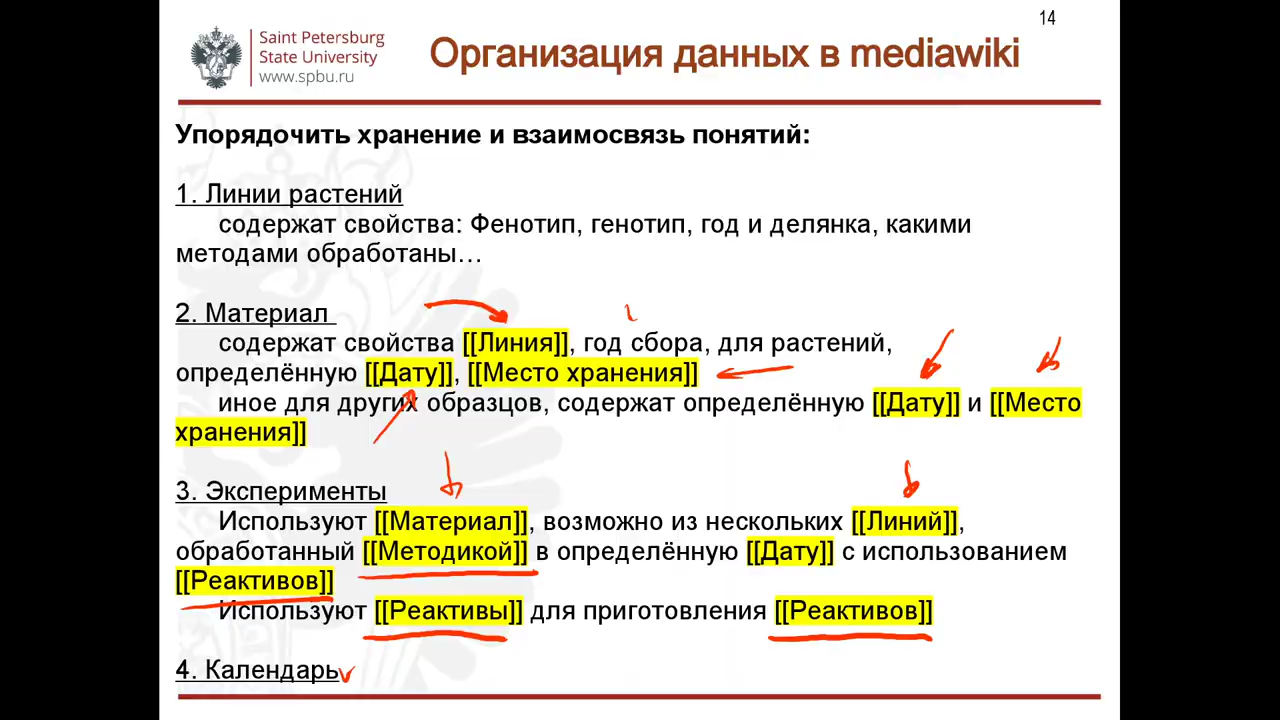 14
Saint Petersburg
State University
www.spbu.ru
Организация данных в mediawiki
Упорядочить хранение и взаимосвязь понятий:
1. Линии растений
содержат свойства: Фенотип, генотип, год и делянка, какими
методами обработаны…
2. Материал
содержат свойства [[Линия]], год сбора, для растений,
определённую [[Дату]], [[Место хранения]]
иное для других образцов, содержат определённую [[Дату]] и [[Место
хранения]]
3. Эксперименты
Используют [[Материал]], возможно из нескольких [[Линий]],
обработанный [[Методикой]] в определённую [[Дату]] с использованием
[[Реактивов]]
Используют [[Реактивы]] для приготовления [[Реактивов]]
4. Календарь